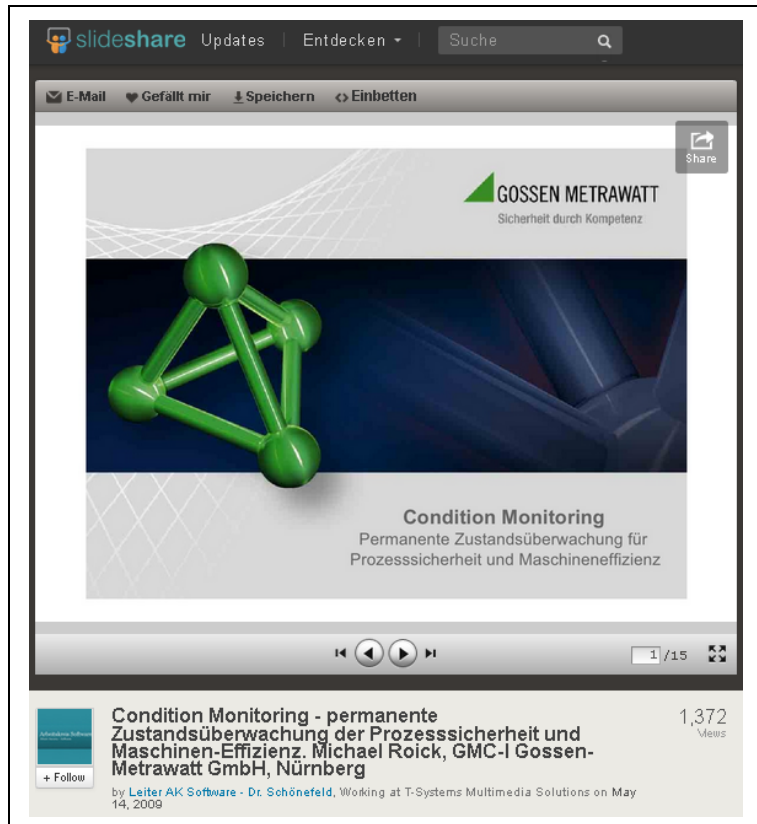 slideshare Updates Entdecken Suche
E-Mail Gefällt mir Speichern Einbetten
Share
GOSSEN METRAWATT
Sicherheit durch Kompetenz
Condition Monitoring
Permanente Zustandsüberwachung für
Prozesssicherheit und Maschineneffizienz
1/15
Condition Monitoring - permanente
Zustandsüberwachung der Prozesssicherheit und
Maschinen-Effizienz. Michael Roick, GMC-I Gossen-
Metrawatt GmbH, Nürnberg
1,372
Views
+ Follow
by Leiter AK Software - Dr. Schönefeld, Working at T-Systems Multimedia Solutions on May
14, 2009